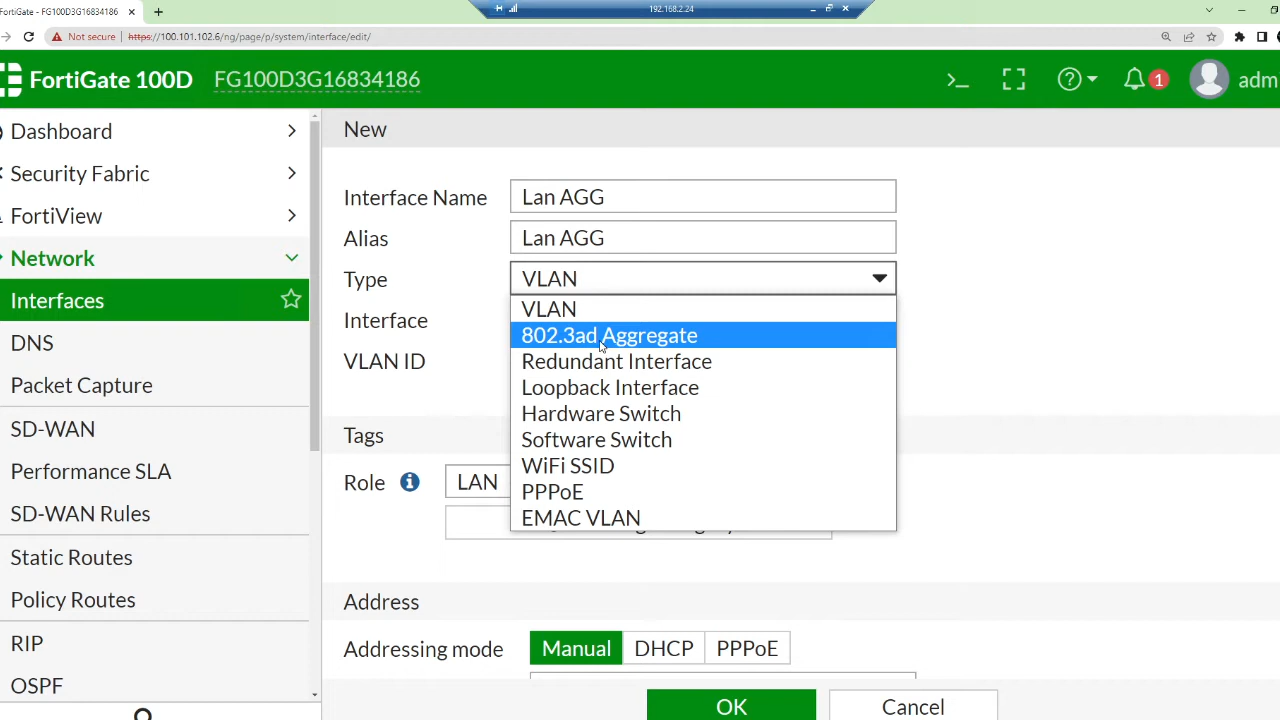 FortiGate - FG100D3G16834186
192.168.2.24
Not secure https://100.101.102.6/ng/page/p/system/interface/edit/
FortiGate 100D FG100D3G16834186
>_ ? 1 adm
Dashboard
Security Fabric
FortiView
Network
Interfaces
DNS
Packet Capture
SD-WAN
Performance SLA
SD-WAN Rules
Static Routes
Policy Routes
RIP
OSPF
New
Interface Name Lan AGG
Alias Lan AGG
Type VLAN
VLAN
802.3ad Aggregate
Redundant Interface
Loopback Interface
Hardware Switch
Software Switch
WiFi SSID
PPPoE
EMAC VLAN
Interface
VLAN ID
Tags
Role LAN
Address
Addressing mode Manual DHCP PPPoE
OK Cancel